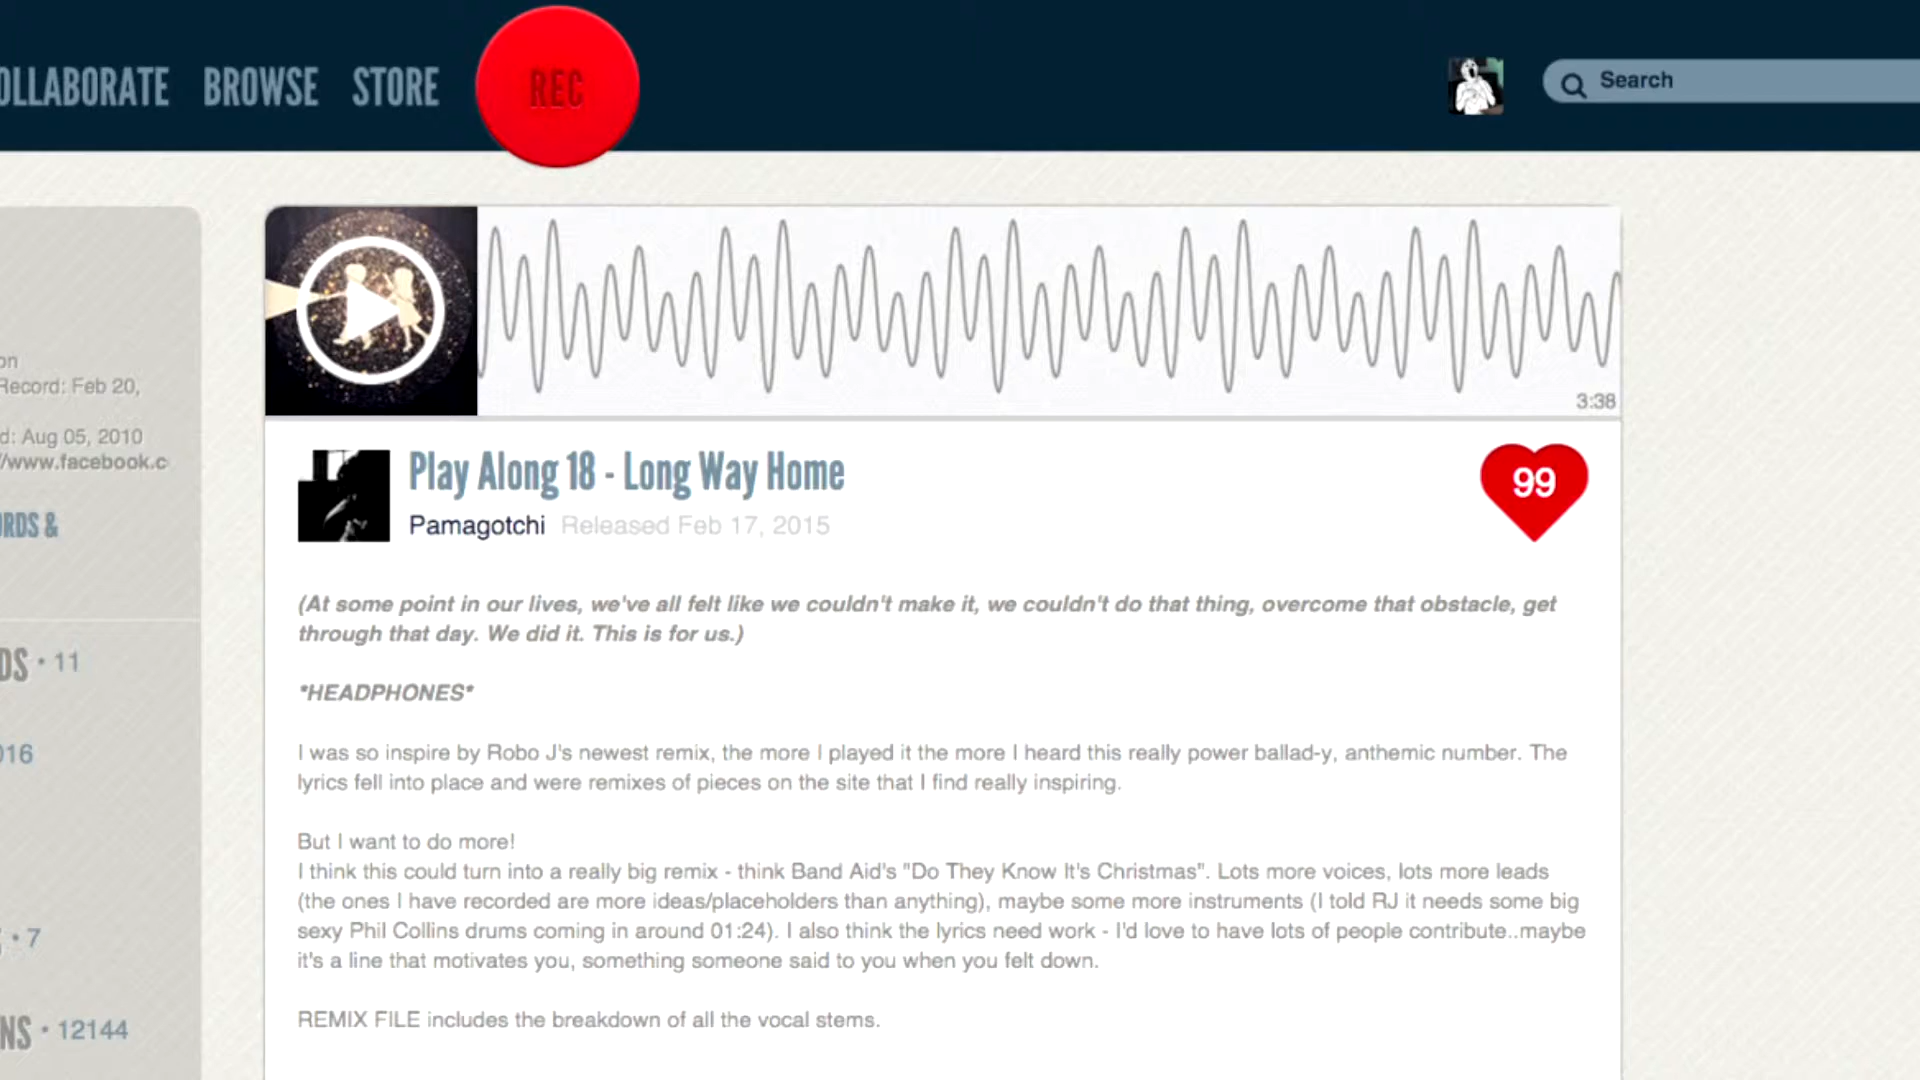 OLLABORATE BROWSE STORE REC Search
on
Record: Feb 20,
d: Aug 05, 2010
//www.facebook.c
RDS &
DS • 11
016
• 7
NS • 12144
3:38
Play Along 18 - Long Way Home
99
Pamagotchi Released Feb 17, 2015
(At some point in our lives, we've all felt like we couldn't make it, we couldn't do that thing, overcome that obstacle, get
through that day. We did it. This is for us.)
*HEADPHONES*
I was so inspire by Robo J's newest remix, the more I played it the more I heard this really power ballad-y, anthemic number. The
lyrics fell into place and were remixes of pieces on the site that I find really inspiring.
But I want to do more!
I think this could turn into a really big remix - think Band Aid's "Do They Know It's Christmas". Lots more voices, lots more leads
(the ones I have recorded are more ideas/placeholders than anything), maybe some more instruments (I told RJ it needs some big
sexy Phil Collins drums coming in around 01:24). I also think the lyrics need work - I'd love to have lots of people contribute..maybe
it's a line that motivates you, something someone said to you when you felt down.
REMIX FILE includes the breakdown of all the vocal stems.